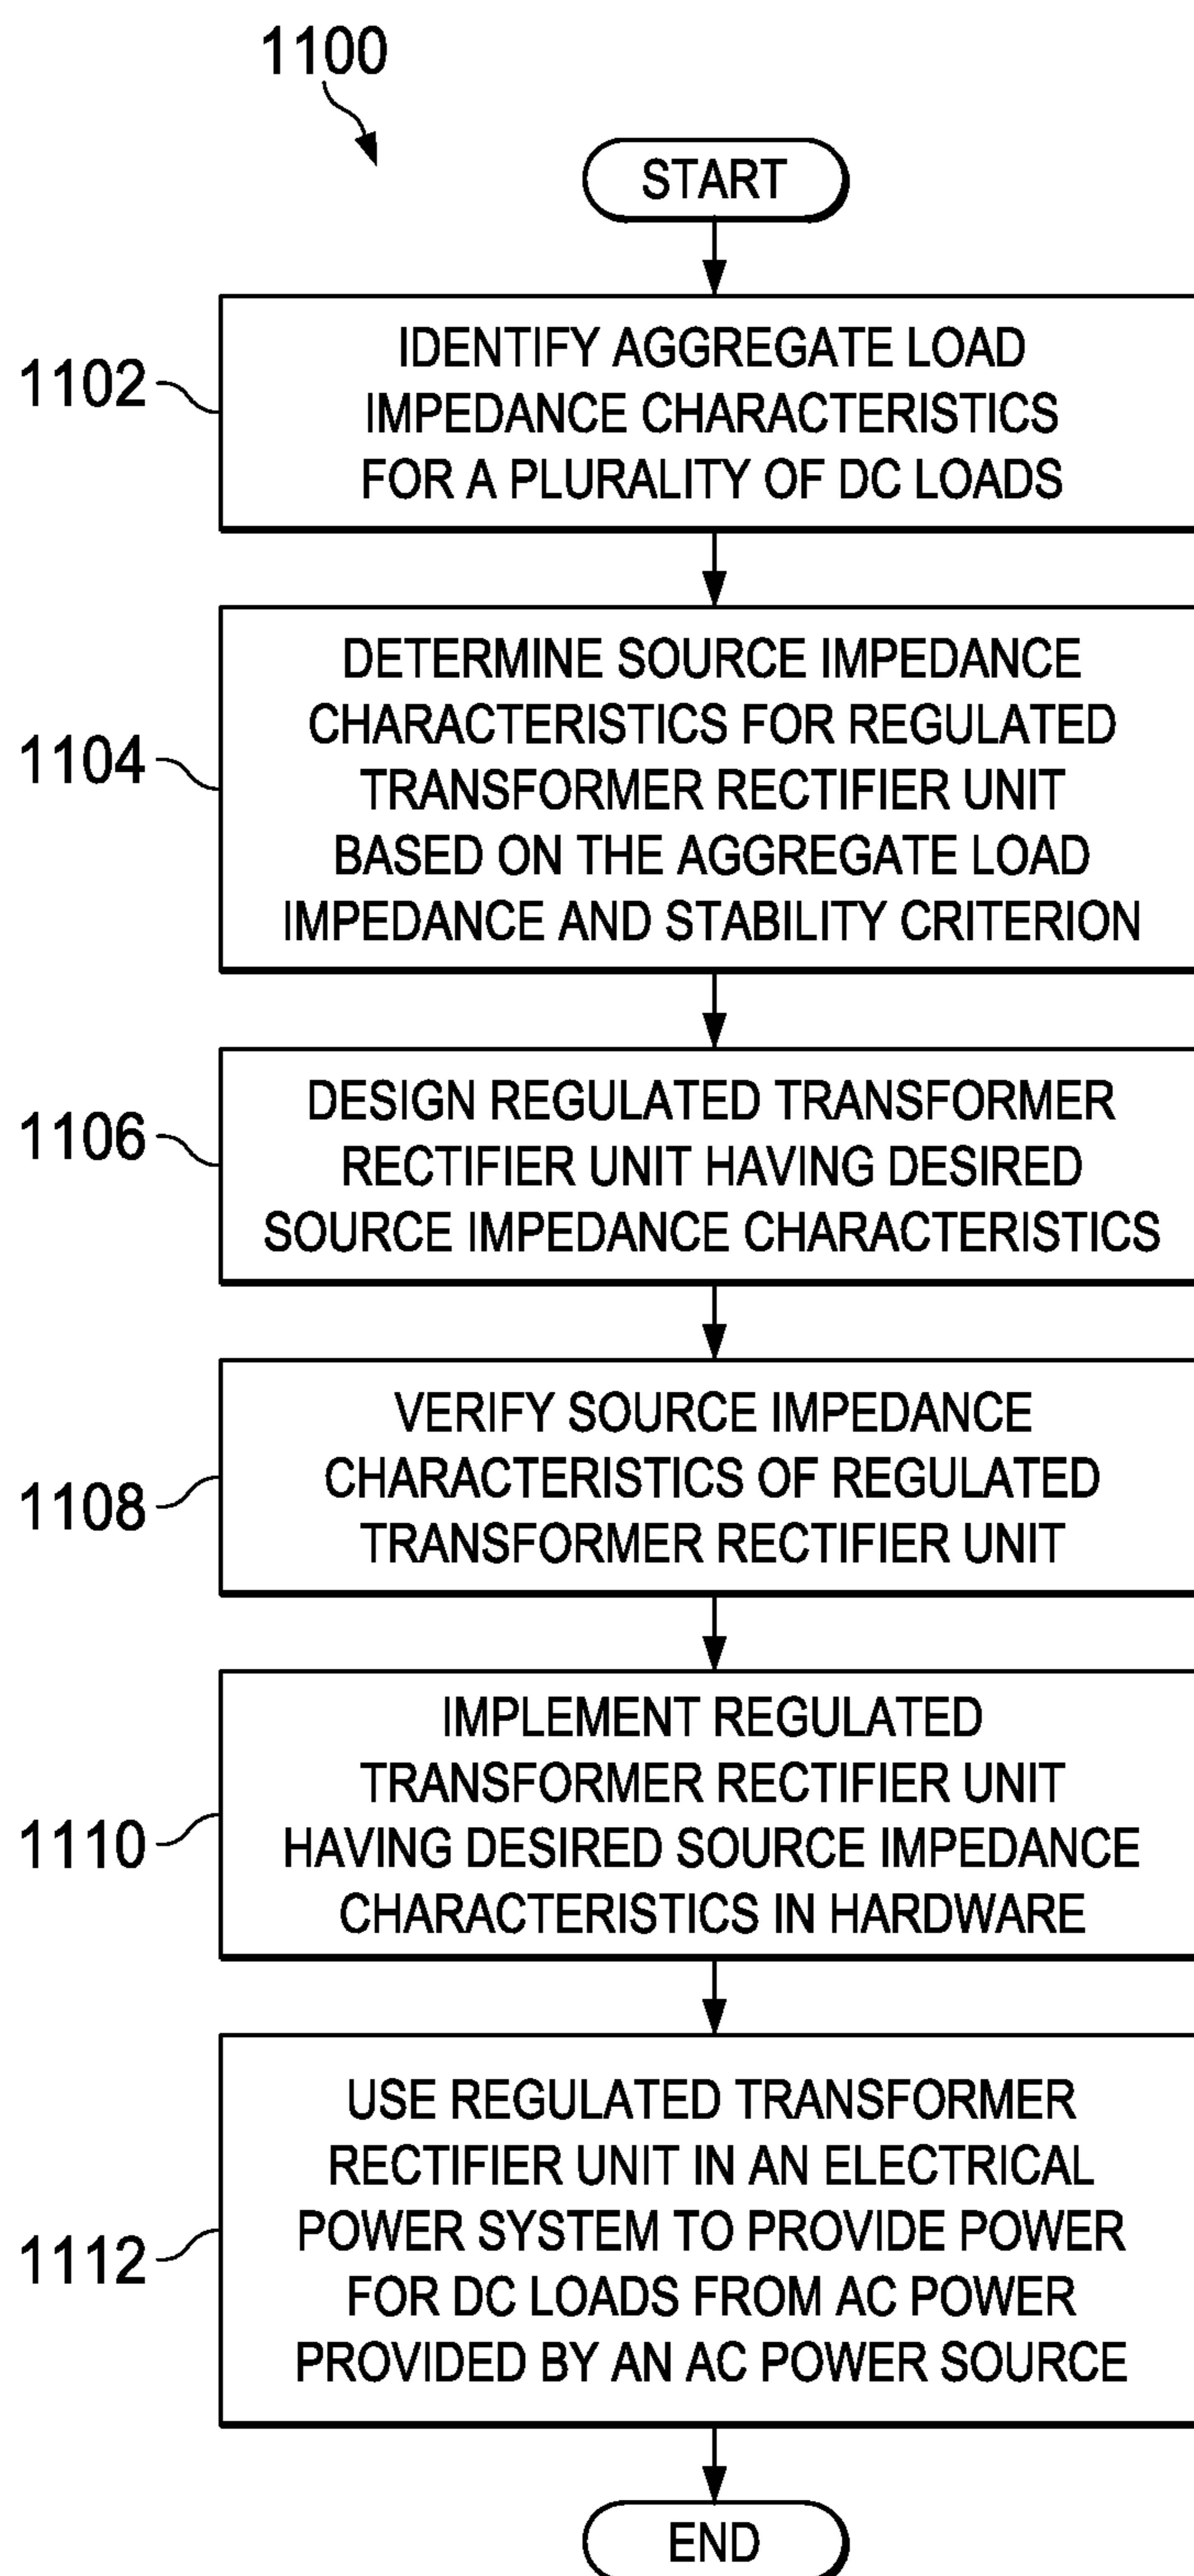 1100
START
1102
IDENTIFY AGGREGATE LOAD
IMPEDANCE CHARACTERISTICS
FOR A PLURALITY OF DC LOADS
1104
DETERMINE SOURCE IMPEDANCE
CHARACTERISTICS FOR REGULATED
TRANSFORMER RECTIFIER UNIT
BASED ON THE AGGREGATE LOAD
IMPEDANCE AND STABILITY CRITERION
1106
DESIGN REGULATED TRANSFORMER
RECTIFIER UNIT HAVING DESIRED
SOURCE IMPEDANCE CHARACTERISTICS
1108
VERIFY SOURCE IMPEDANCE
CHARACTERISTICS OF REGULATED
TRANSFORMER RECTIFIER UNIT
1110
IMPLEMENT REGULATED
TRANSFORMER RECTIFIER UNIT
HAVING DESIRED SOURCE IMPEDANCE
CHARACTERISTICS IN HARDWARE
1112
USE REGULATED TRANSFORMER
RECTIFIER UNIT IN AN ELECTRICAL
POWER SYSTEM TO PROVIDE POWER
FOR DC LOADS FROM AC POWER
PROVIDED BY AN AC POWER SOURCE
END